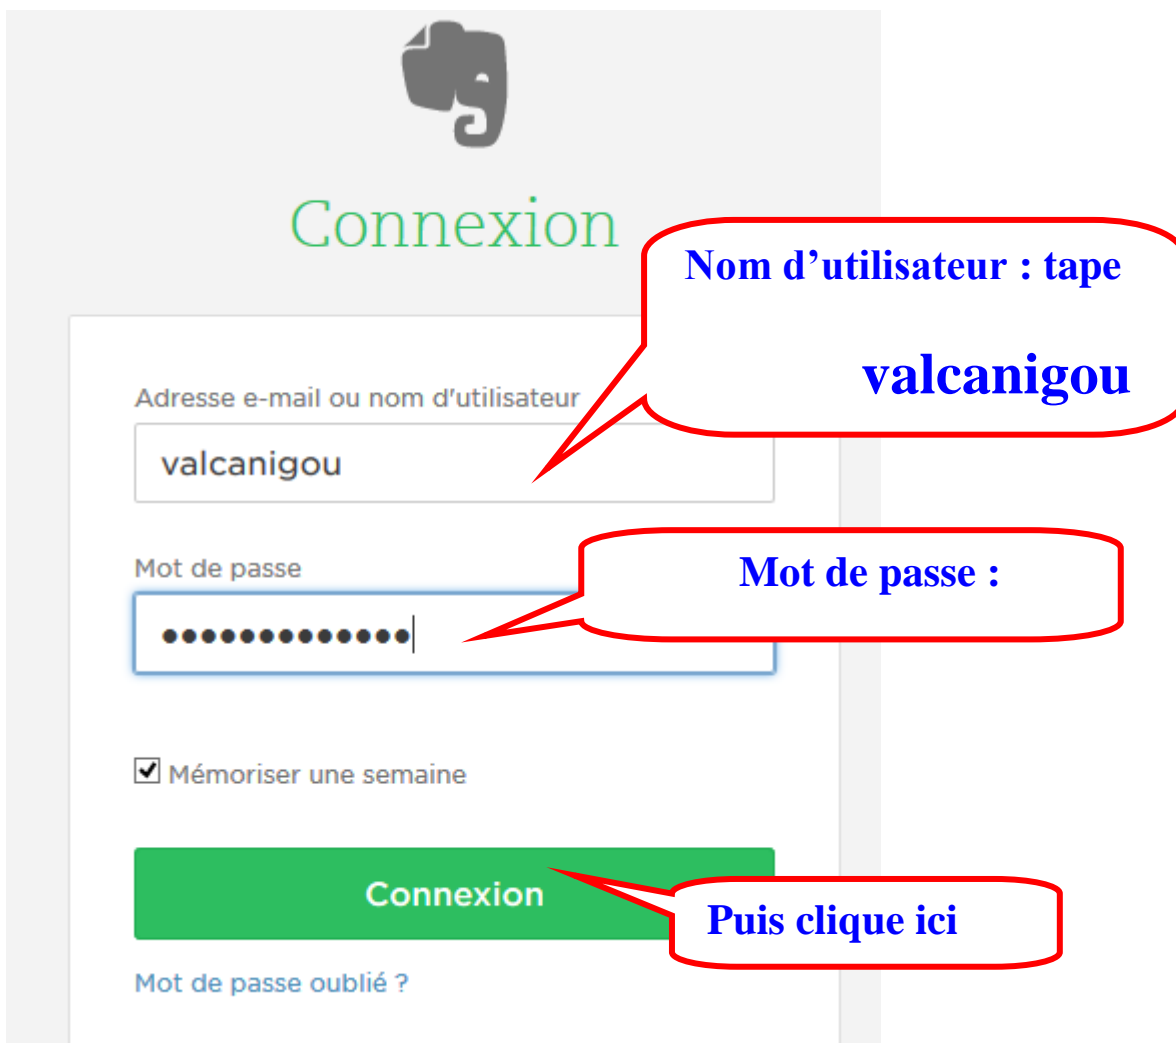 Connexion
Nom d’utilisateur : tape
valcanigou
Adresse e-mail ou nom d'utilisateur
valcanigou
Mot de passe
Mot de passe :
•••••••••••••
Mémoriser une semaine
Connexion
Puis clique ici
Mot de passe oublié ?